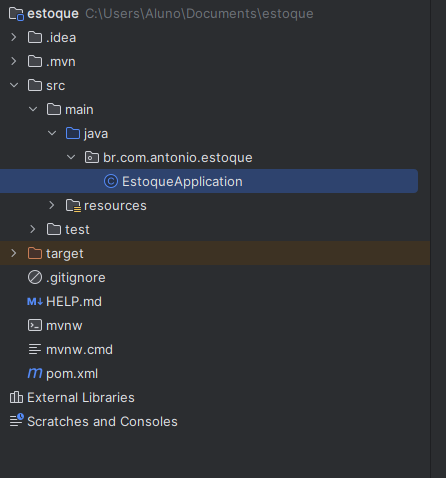 estoque C:\Users\Aluno\Documents\estoque
.idea
.mvn
src
main
java
br.com.antonio.estoque
C EstoqueApplication
resources
test
target
.gitignore
M↓ HELP.md
mvnw
mvnw.cmd
m pom.xml
External Libraries
Scratches and Consoles